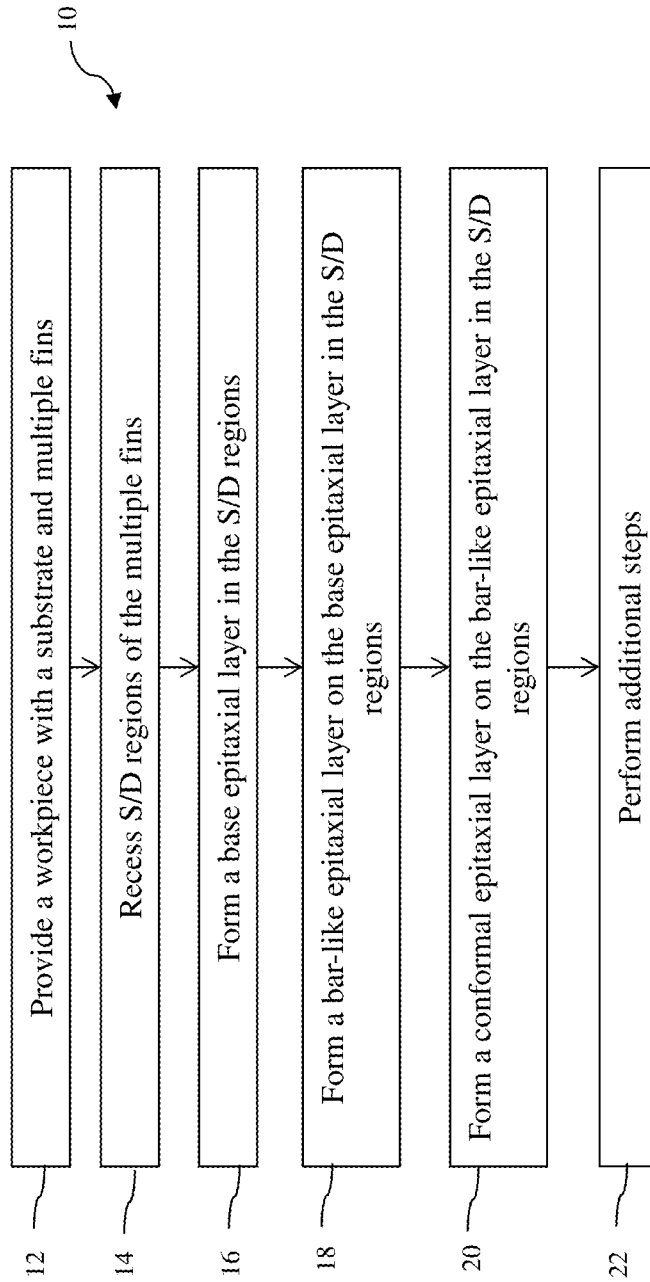 10
12
Provide a workpiece with a substrate and multiple fins
14
Recess S/D regions of the multiple fins
16
Form a base epitaxial layer in the S/D regions
18
Form a bar-like epitaxial layer on the base epitaxial layer in the S/D
regions
20
Form a conformal epitaxial layer on the bar-like epitaxial layer in the S/D
regions
22
Perform additional steps